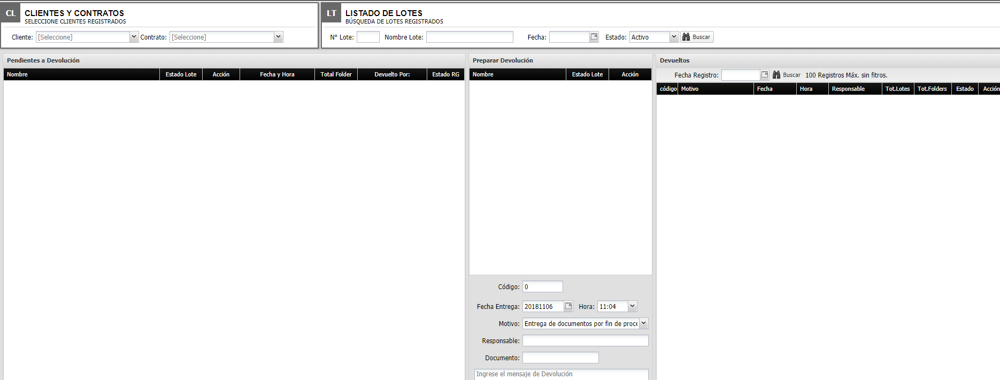 CL CLIENTES Y CONTRATOS
SELECCIONE CLIENTES REGISTRADOS
Cliente: [Seleccione] Contrato: [Seleccione]
LT LISTADO DE LOTES
BÚSQUEDA DE LOTES REGISTRADOS
N° Lote: Nombre Lote: Fecha: Estado: Activo Buscar
Pendientes a Devolución
Nombre Estado Lote Acción Fecha y Hora Total Folder Devuelto Por: Estado RG
Preparar Devolución
Nombre Estado Lote Acción
Código: 0
Fecha Entrega: 20181106 Hora: 11:04
Motivo: Entrega de documentos por fin de proce
Responsable:
Documento:
Ingrese el mensaje de Devolución
Devueltos
Fecha Registro: Buscar 100 Registros Máx. sin fitros.
código Motivo Fecha Hora Responsable Tot.Lotes Tot.Folders Estado Acción